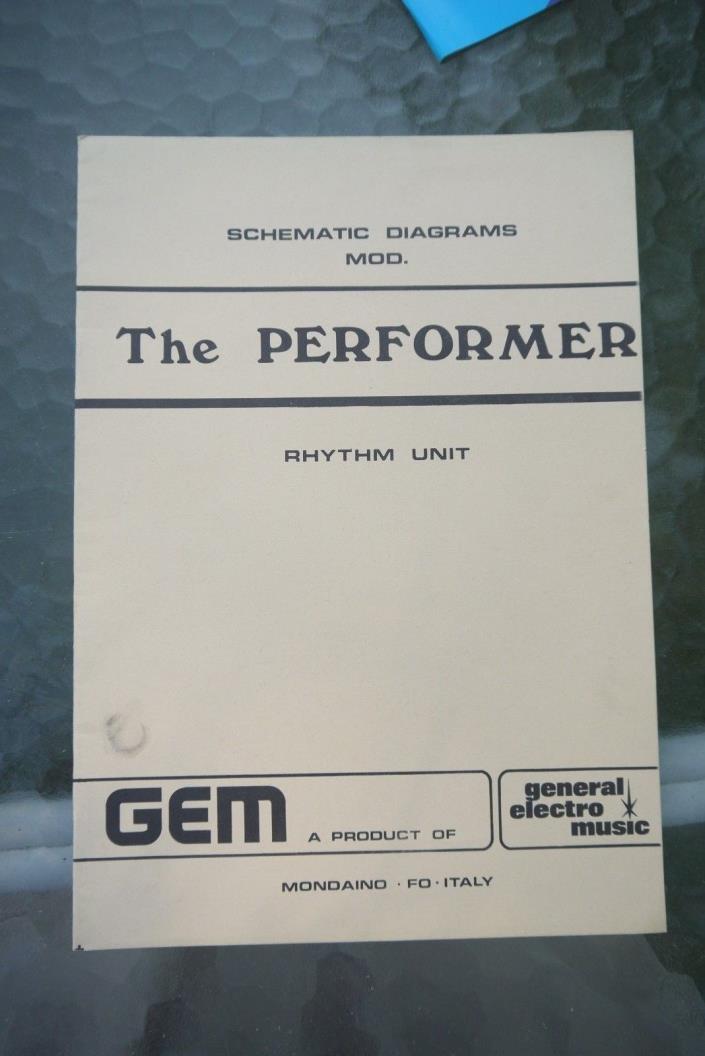 SCHEMATIC DIAGRAMS
MOD.
The PERFORMER
RHYTHM UNIT
GEM A PRODUCT OF
general
electro
music
MONDAINO · FO · ITALY